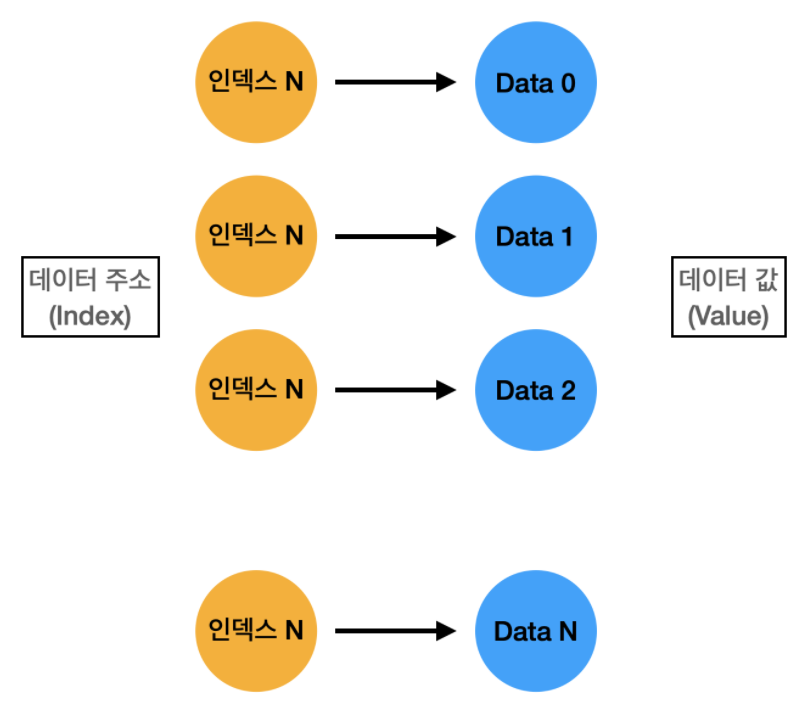 인덱스 N
Data 0
인덱스 N
Data 1
데이터 주소
(Index)
데이터 값
(Value)
인덱스 N
Data 2
인덱스 N
Data N